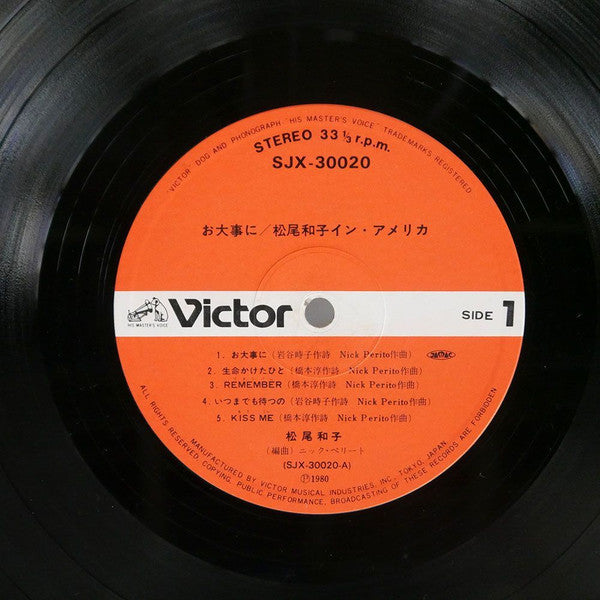 "VICTOR" DOG AND PHONOGRAPH "HIS MASTER'S VOICE" TRADEMARKS REGISTERED
STEREO 33 1/3 r.p.m.
SJX-30020
お大事に／松尾和子イン・アメリカ
HIS MASTER'S VOICE
Victor
SIDE 1
1. お大事に（岩谷時子作詩 Nick Perito作曲）
2. 生命かけたひと（橋本淳作詩 Nick Perito作曲）
3. REMEMBER（橋本淳作詩 Nick Perito作曲）
4. いつまでも待つの（岩谷時子作詩 Nick Perito作曲）
5. KISS ME（橋本淳作詩 Nick Perito作曲）
松尾和子
（編曲）ニック・ペリート
(SJX-30020-A)
Ⓟ1980
ALL RIGHTS RESERVED. COPYING, PUBLIC PERFORMANCE, BROADCASTING OF THESE RECORDS ARE FORBIDDEN
MANUFACTURED BY VICTOR MUSICAL INDUSTRIES, INC., TOKYO, JAPAN